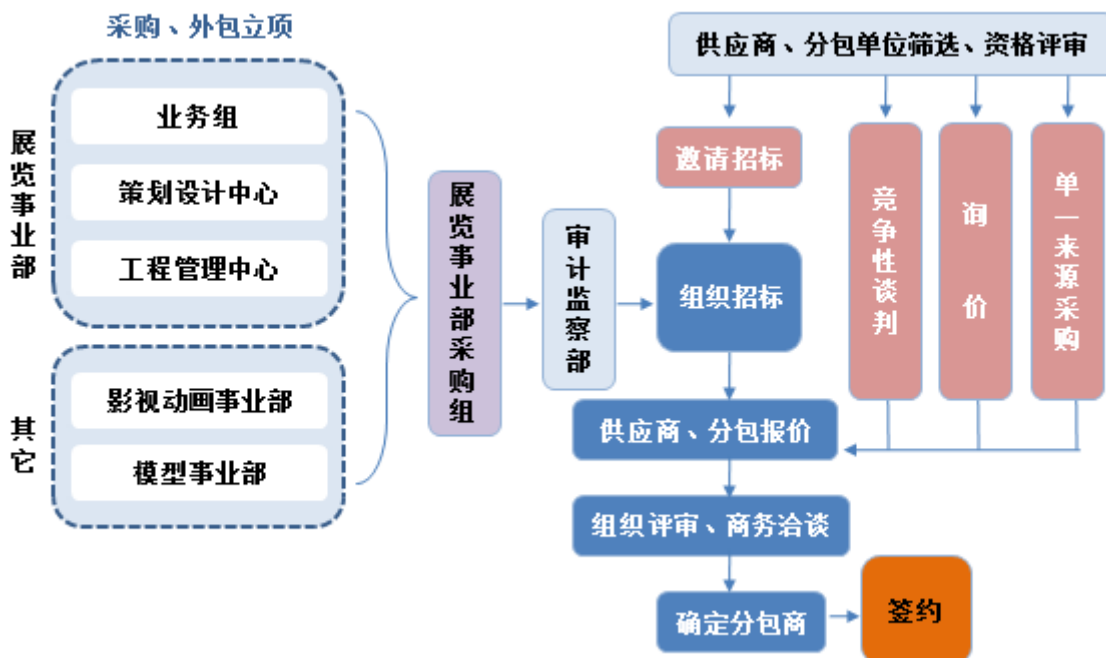 采购、外包立项
展览事业部
业务组
策划设计中心
工程管理中心
其它
影视动画事业部
模型事业部
展览事业部采购组
审计监察部
供应商、分包单位筛选、资格评审
邀请招标
竞争性谈判
询价
单一来源采购
组织招标
供应商、分包报价
组织评审、商务洽谈
确定分包商
签约